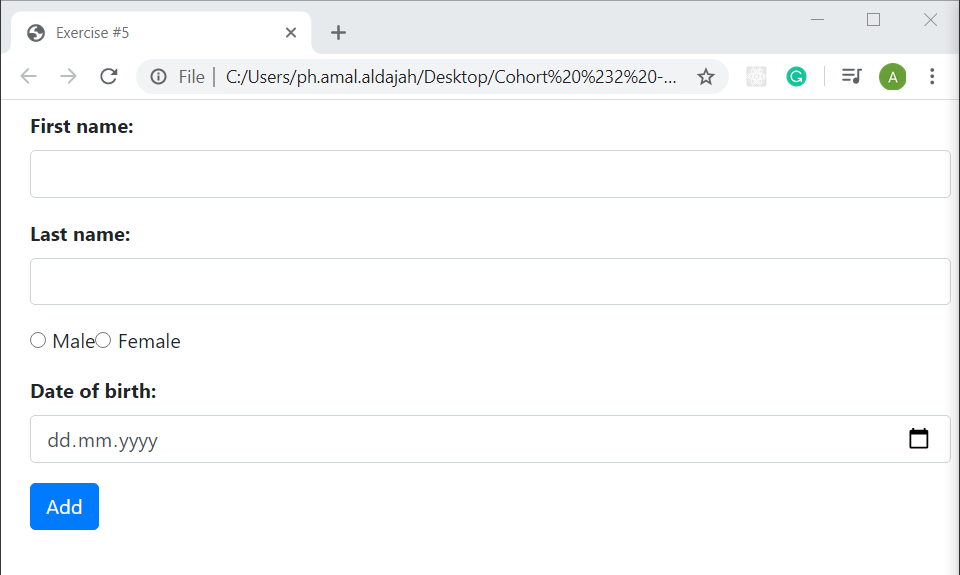 Exercise #5
File | C:/Users/ph.amal.aldajah/Desktop/Cohort%20%232%20-... A
First name:
Last name:
Male Female
Date of birth:
dd.mm.yyyy
Add